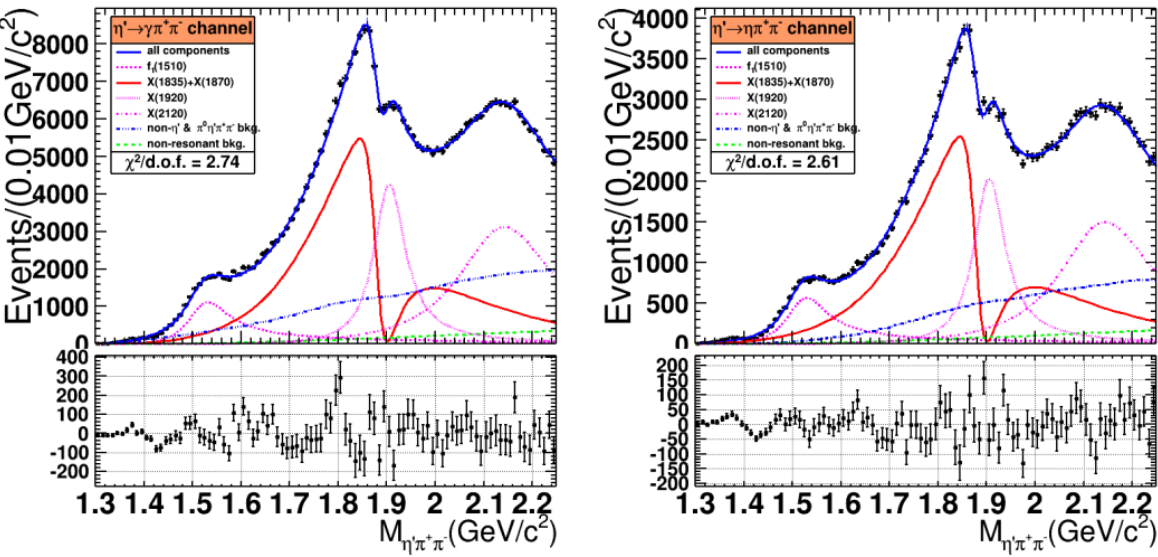 η'→γπ⁺π⁻ channel
all components
f₁(1510)
X(1835)+X(1870)
X(1920)
X(2120)
non-η' & π⁰η'π⁺π⁻ bkg.
non-resonant bkg.
χ²/d.o.f. = 2.74
Events/(0.01GeV/c²)
8000
7000
6000
5000
4000
3000
2000
1000
0
400
300
200
100
0
-100
-200
1.3 1.4 1.5 1.6 1.7 1.8 1.9 2 2.1 2.2
M_η'π⁺π⁻(GeV/c²)
η'→ηπ⁺π⁻ channel
all components
f₁(1510)
X(1835)+X(1870)
X(1920)
X(2120)
non-η' & π⁰η'π⁺π⁻ bkg.
non-resonant bkg.
χ²/d.o.f. = 2.61
Events/(0.01GeV/c²)
4000
3500
3000
2500
2000
1500
1000
500
0
200
150
100
50
0
-50
-100
-150
-200
1.3 1.4 1.5 1.6 1.7 1.8 1.9 2 2.1 2.2
M_η'π⁺π⁻(GeV/c²)